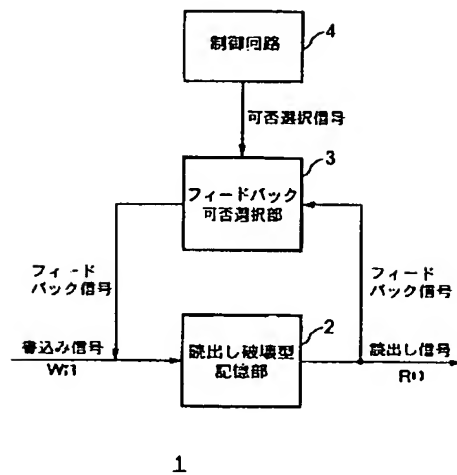 制御回路
4
可否選択信号
3
フィードバック
可否選択部
フィードバック信号
フィードバック信号
書込み信号
2
読出し破壊型
記憶部
読出し信号
1